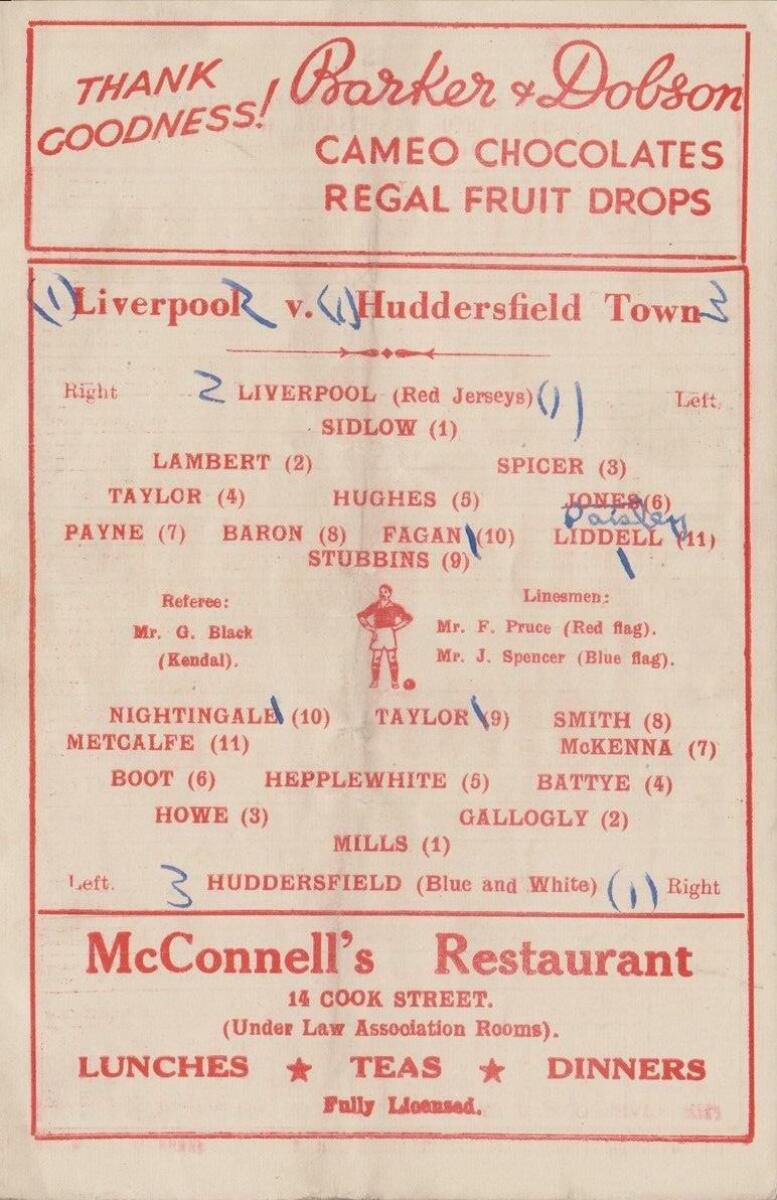 THANK GOODNESS! Barker & Dobson
CAMEO CHOCOLATES
REGAL FRUIT DROPS
(1) Liverpool 2 v. (1) Huddersfield Town 3
Right 2 LIVERPOOL (Red Jerseys) (1) Left.
SIDLOW (1)
LAMBERT (2) SPICER (3)
TAYLOR (4) HUGHES (5) JONES (6)
Paisley
PAYNE (7) BARON (8) FAGAN (10) LIDDELL (11)
STUBBINS (9)
Referee: Linesmen:
Mr. G. Black Mr. F. Pruce (Red flag).
(Kendal). Mr. J. Spencer (Blue flag).
NIGHTINGALE (10) TAYLOR (9) SMITH (8)
METCALFE (11) McKENNA (7)
BOOT (6) HEPPLEWHITE (5) BATTYE (4)
HOWE (3) GALLOGLY (2)
MILLS (1)
Left. 3 HUDDERSFIELD (Blue and White) (1) Right
McConnell's Restaurant
14 COOK STREET.
(Under Law Association Rooms).
LUNCHES ★ TEAS ★ DINNERS
Fully Licensed.